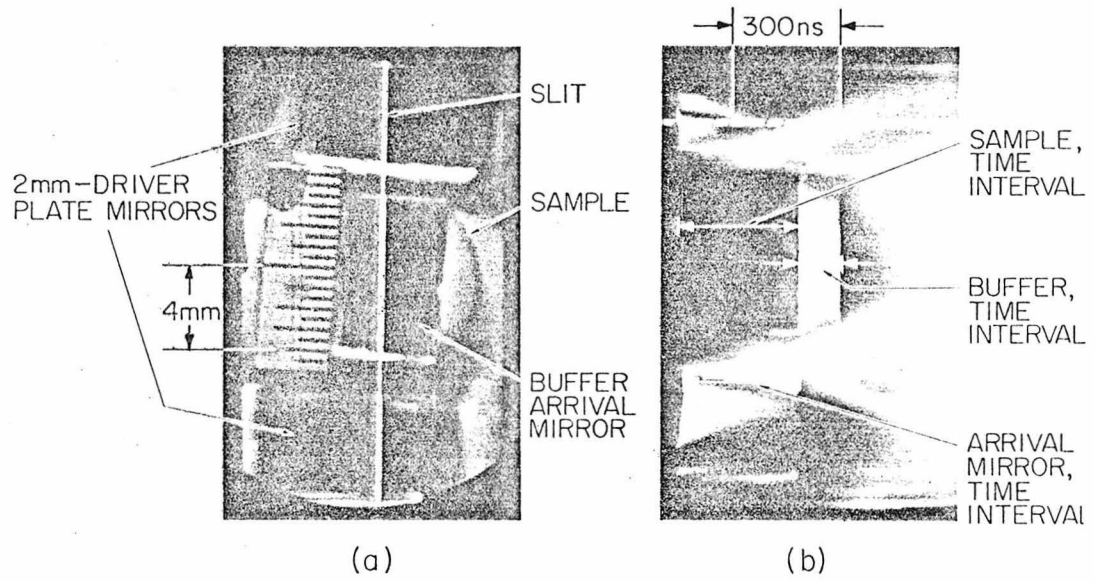 300ns
SLIT
SAMPLE
2mm-DRIVER
PLATE MIRRORS
4mm
BUFFER
ARRIVAL
MIRROR
(a)
SAMPLE,
TIME
INTERVAL
BUFFER,
TIME
INTERVAL
ARRIVAL
MIRROR,
TIME
INTERVAL
(b)